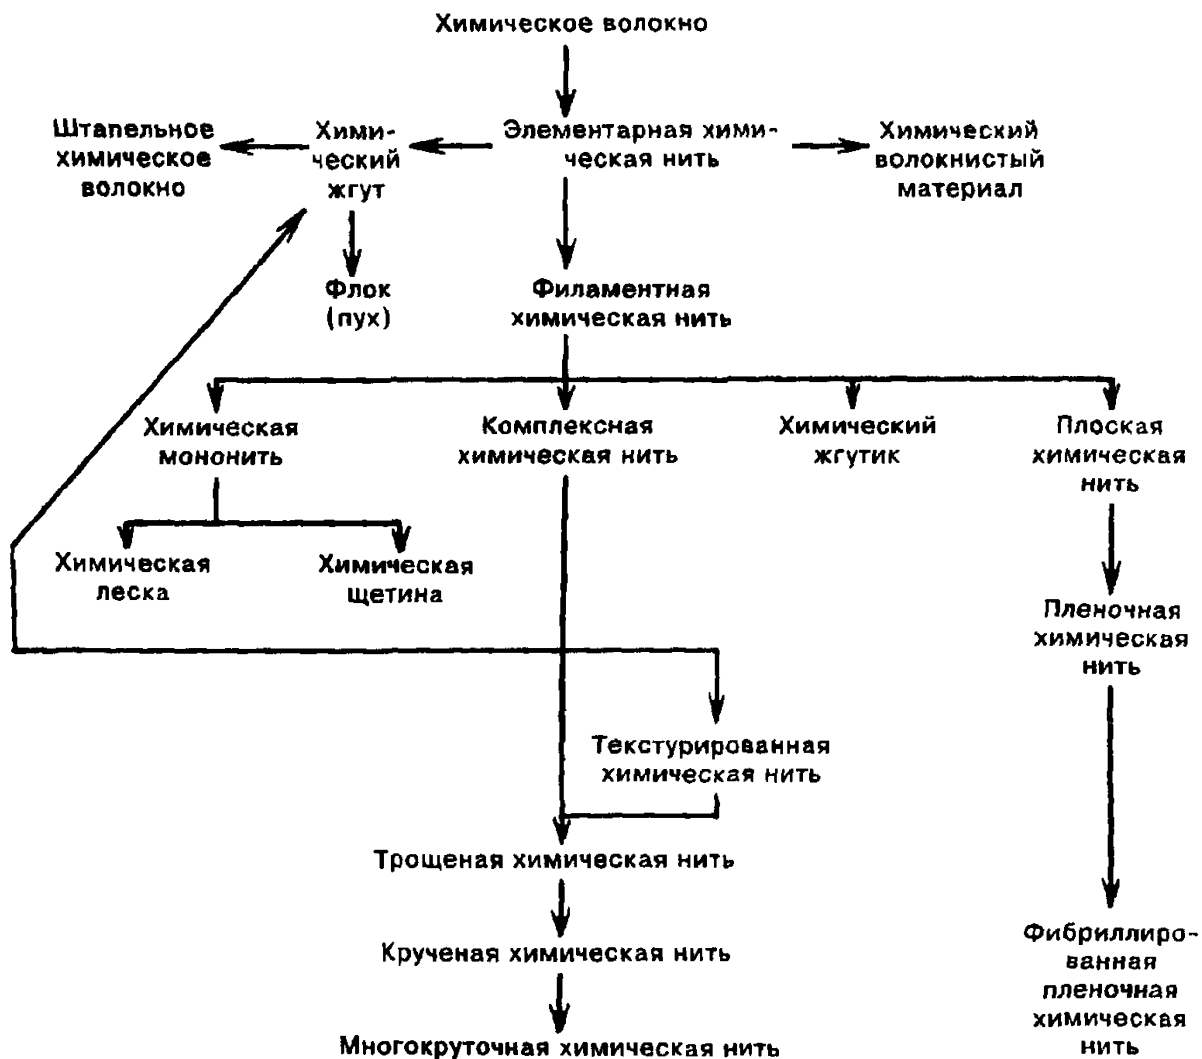 Химическое волокно
Штапельное
химическое
волокно
Хими-
ческий
жгут
Элементарная хими-
ческая нить
Химический
волокнистый
материал
Флок
(пух)
Филаментная
химическая нить
Химическая
мононить
Комплексная
химическая нить
Химический
жгутик
Плоская
химическая
нить
Химическая
леска
Химическая
щетина
Пленочная
химическая
нить
Текстурированная
химическая нить
Трощеная химическая нить
Крученая химическая нить
Многокруточная химическая нить
Фибриллиро-
ванная
пленочная
химическая
нить